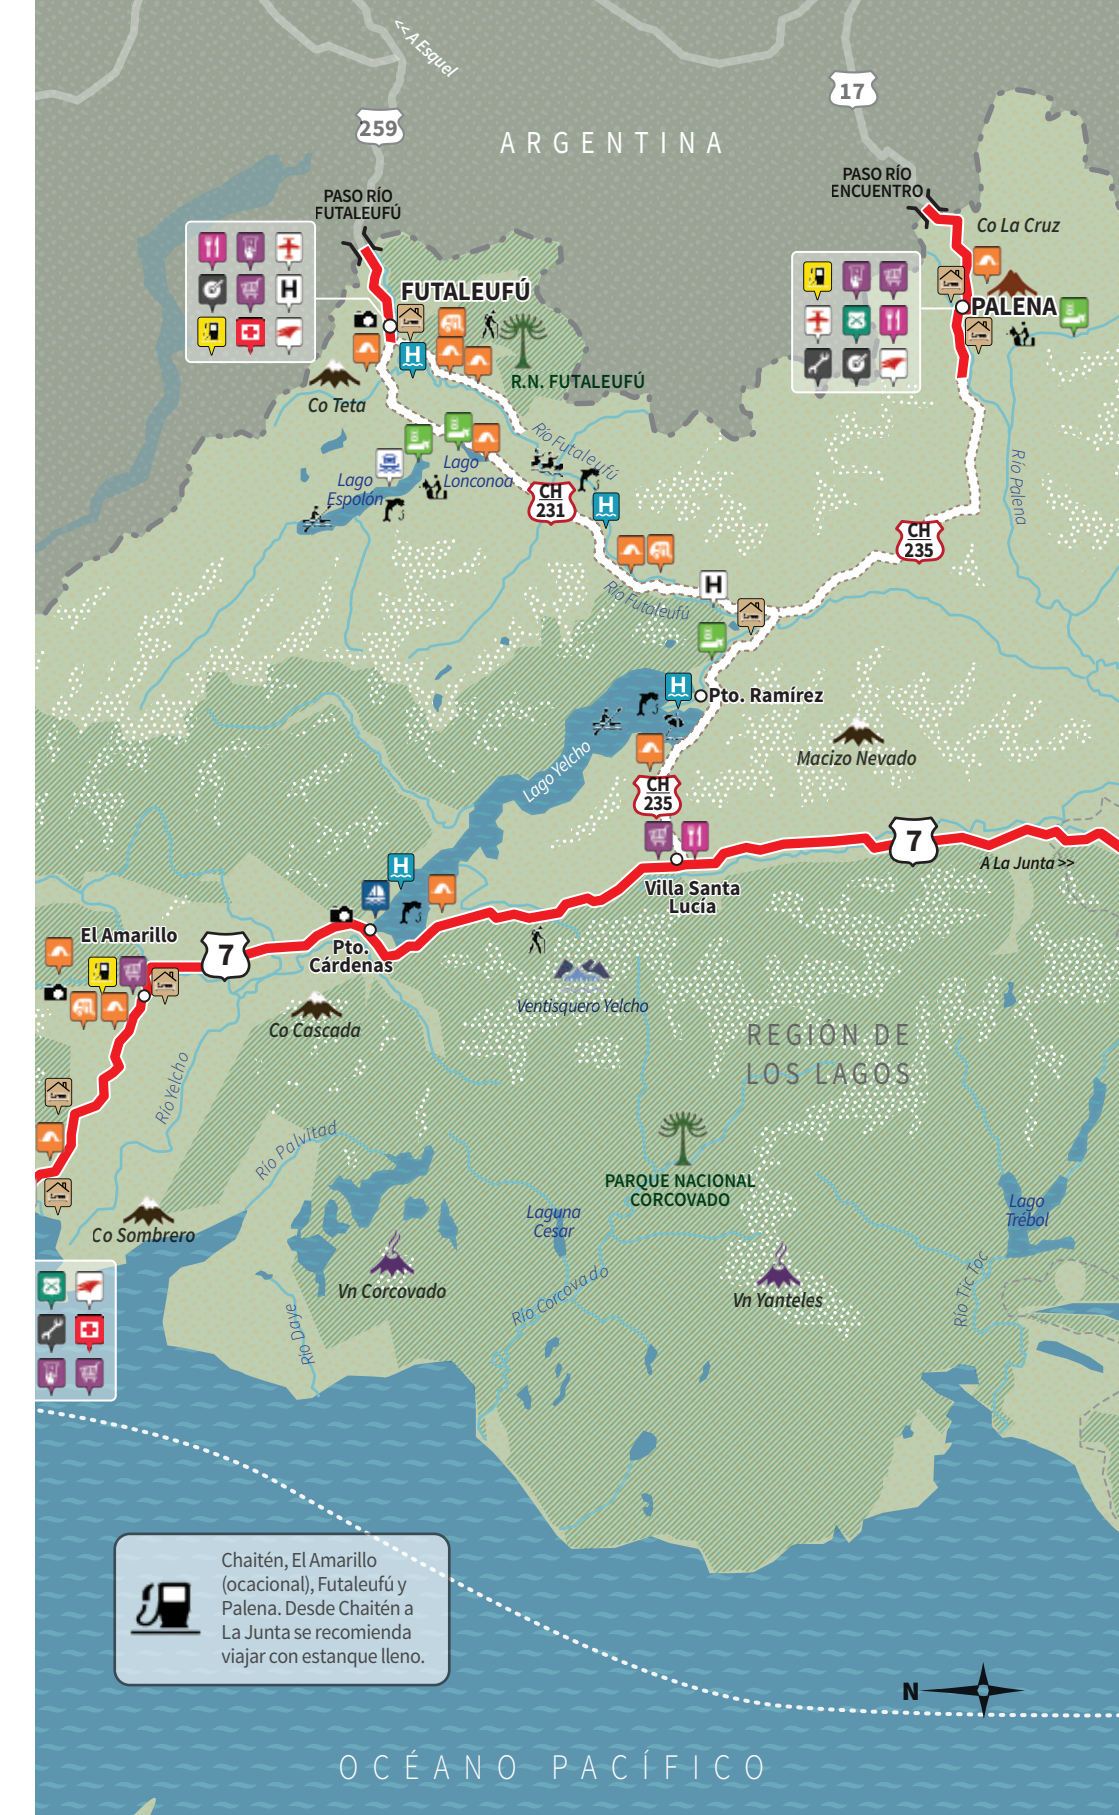 << A Esquel
17
259
ARGENTINA
PASO RÍO
ENCUENTRO
PASO RÍO
FUTALEUFÚ
Co La Cruz
H
FUTALEUFÚ
PALENA
H
R.N. FUTALEUFÚ
Co Teta
Río Futaleufú
Lago
Lonconoa
Lago
Espolón
Río Palena
CH
231
H
CH
235
H
Río Futaleufú
H
Pto. Ramírez
Macizo Nevado
Lago Yelcho
CH
235
7
A La Junta >>
H
Villa Santa
Lucía
El Amarillo
7
Pto.
Cárdenas
Ventisquero Yelcho
Co Cascada
REGIÓN DE
LOS LAGOS
Río Yelcho
Río Palvitad
PARQUE NACIONAL
CORCOVADO
Laguna
Cesar
Lago
Trébol
Co Sombrero
Vn Corcovado
Vn Yanteles
Río Corcovado
Río Tic Toc
Río Daye
Chaitén, El Amarillo
(ocacional), Futaleufú y
Palena. Desde Chaitén a
La Junta se recomienda
viajar con estanque lleno.
N
OCÉANO PACÍFICO